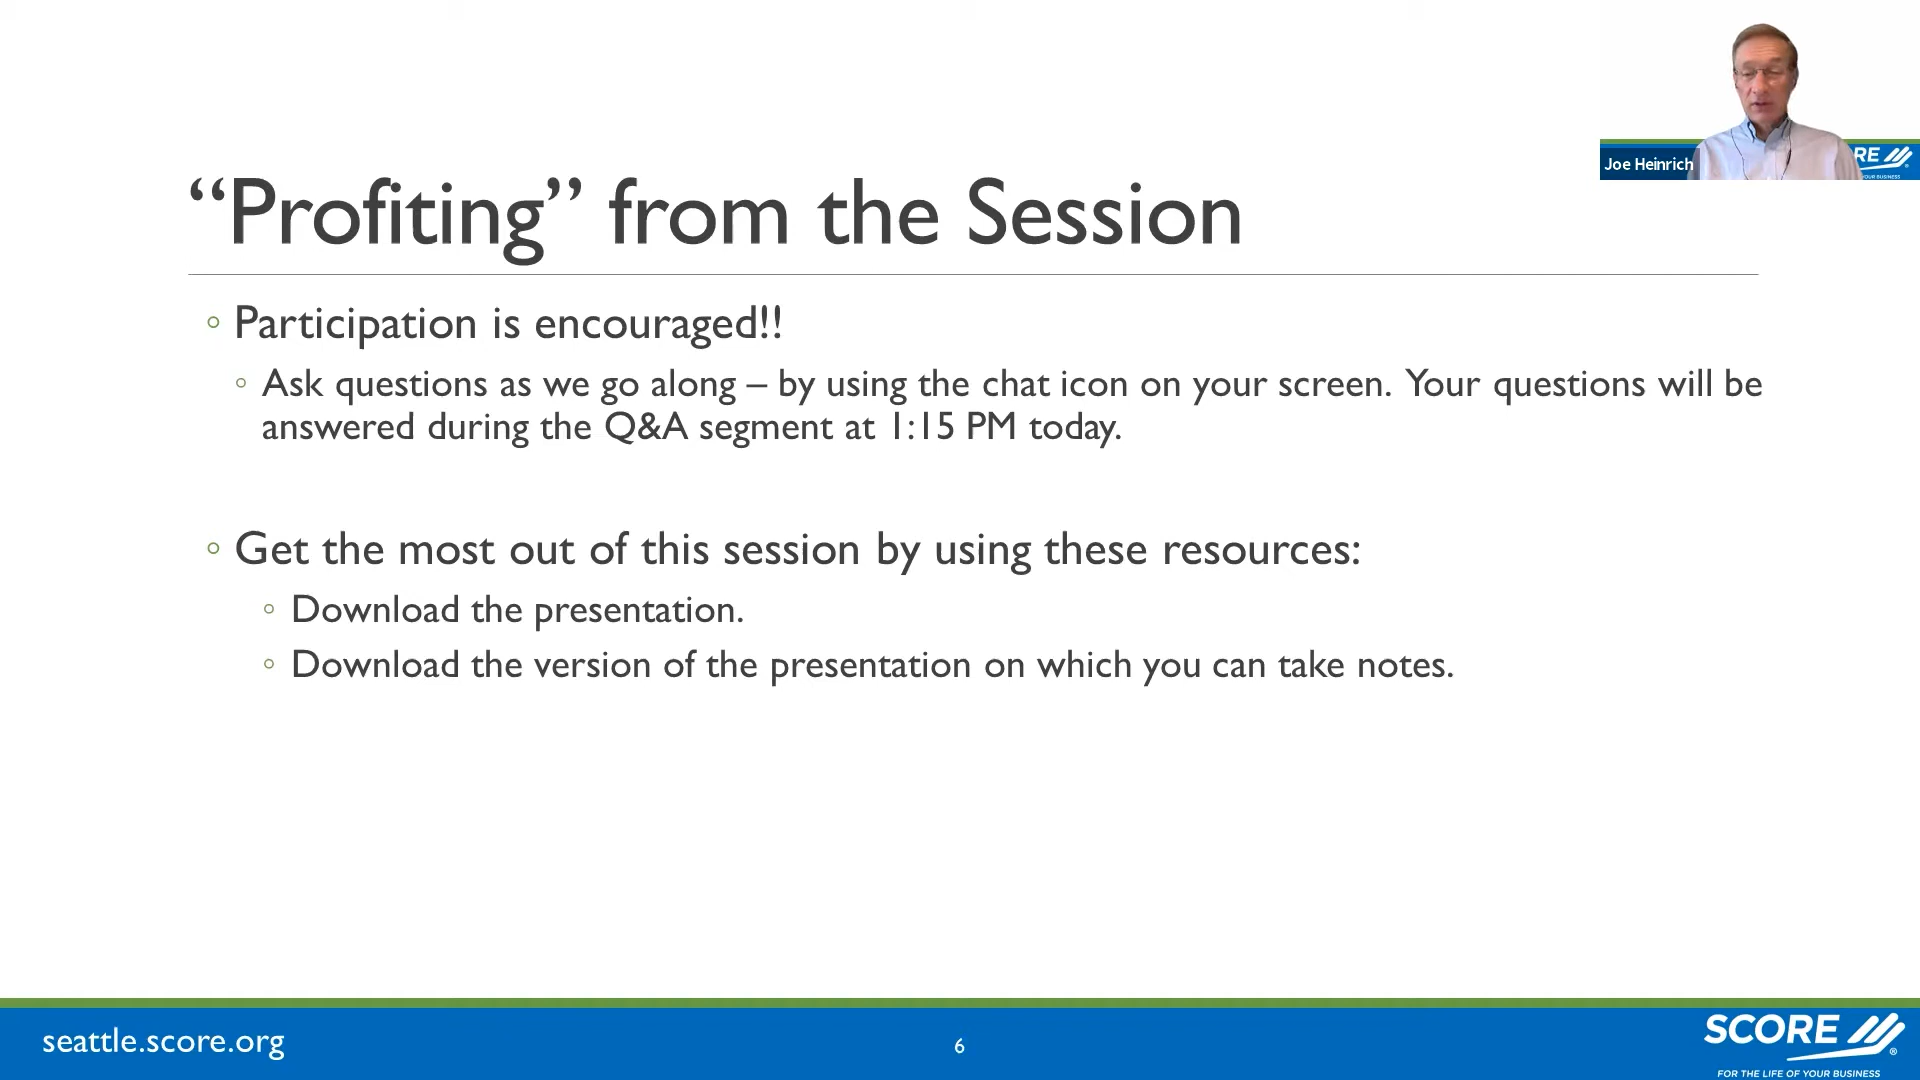 Joe Heinrich
RE
YOUR BUSINESS
“Profiting” from the Session
Participation is encouraged!!
Ask questions as we go along – by using the chat icon on your screen. Your questions will be
answered during the Q&A segment at 1:15 PM today.
Get the most out of this session by using these resources:
Download the presentation.
Download the version of the presentation on which you can take notes.
seattle.score.org
6
SCORE
®
FOR THE LIFE OF YOUR BUSINESS